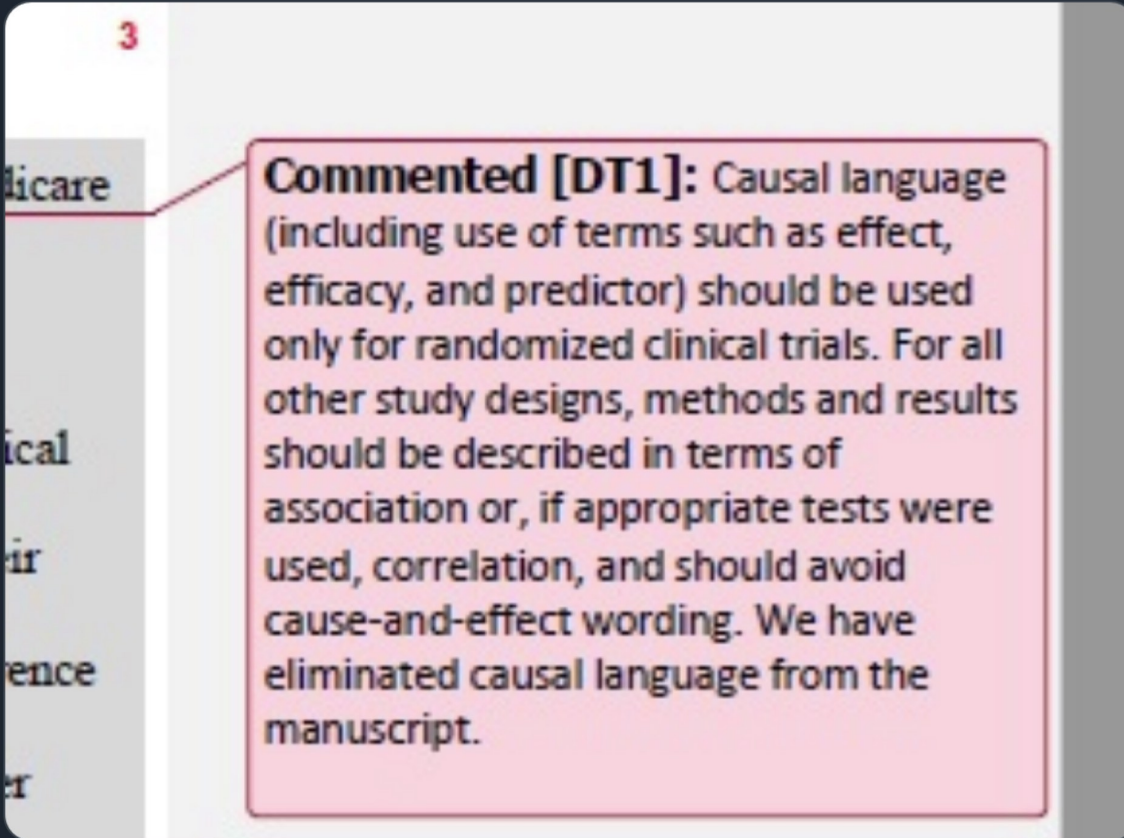 3
dicare
Commented [DT1]: Causal language
(including use of terms such as effect,
efficacy, and predictor) should be used
only for randomized clinical trials. For all
other study designs, methods and results
should be described in terms of
association or, if appropriate tests were
used, correlation, and should avoid
cause-and-effect wording. We have
eliminated causal language from the
manuscript.
ical
eir
rence
er